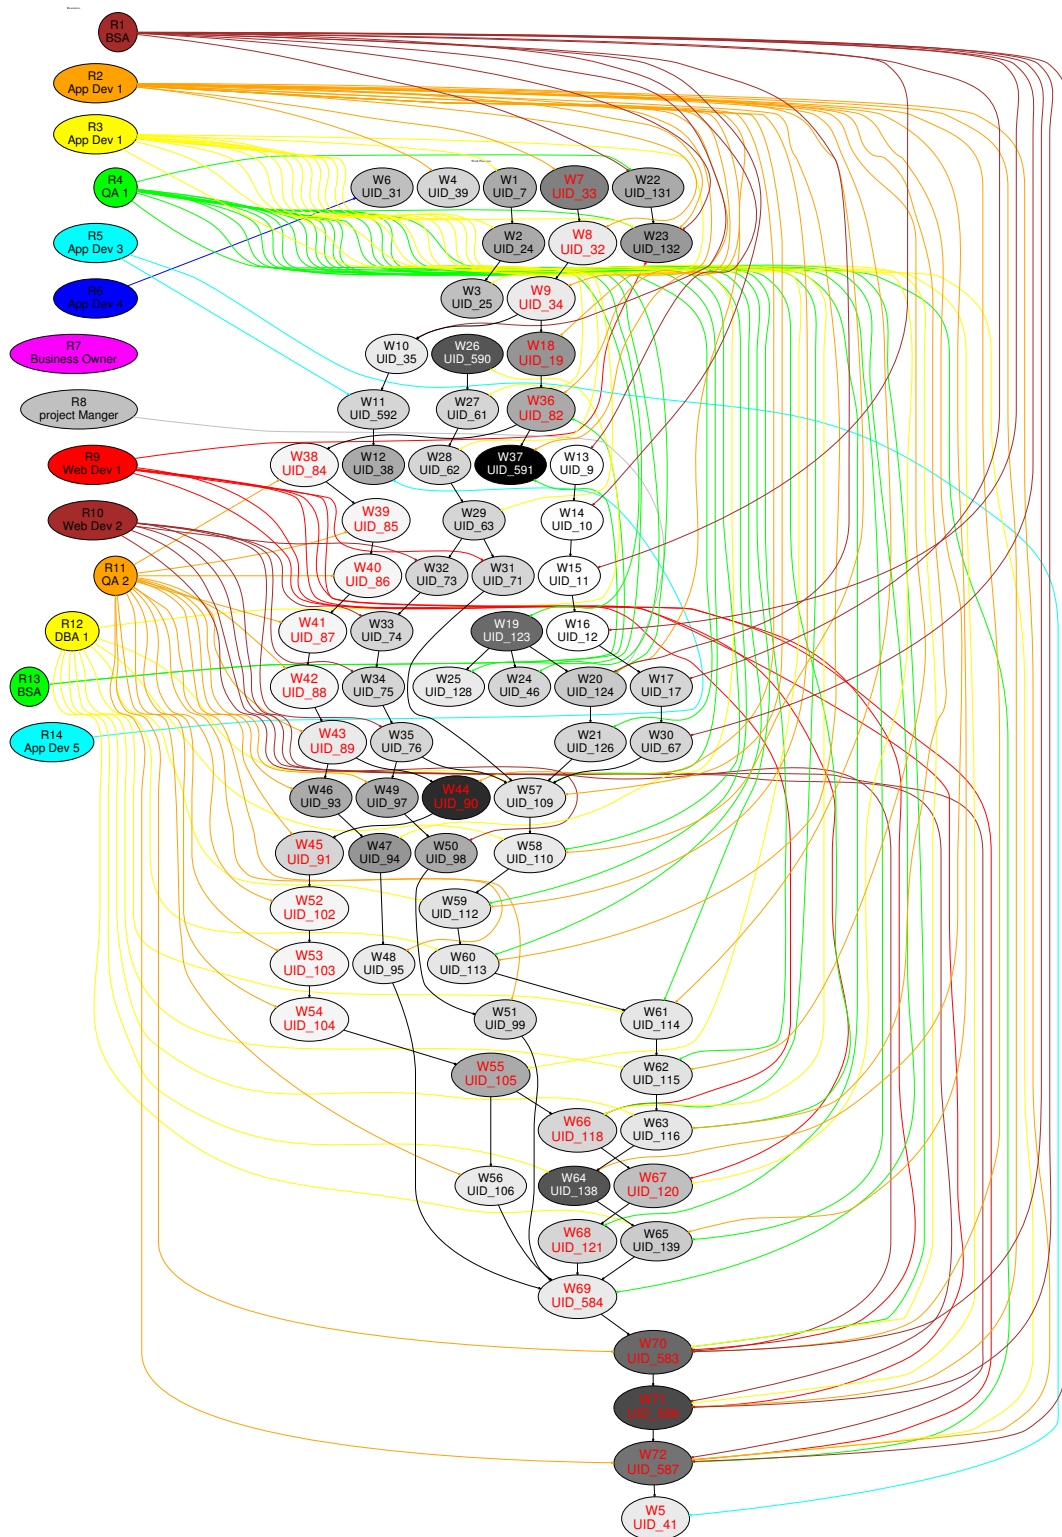 R1
BSA
R2
App Dev 1
R3
App Dev 1
R4
QA 1
W6
UID_31
W4
UID_39
W1
UID_7
W7
UID_33
W22
UID_131
R5
App Dev 3
W2
UID_24
W8
UID_32
W23
UID_132
R6
App Dev 4
W3
UID_25
W9
UID_34
R7
Business Owner
W10
UID_35
W26
UID_590
W18
UID_19
R8
project Manger
W11
UID_592
W27
UID_61
W36
UID_82
R9
Web Dev 1
W38
UID_84
W12
UID_38
W28
UID_62
W37
UID_591
W13
UID_9
R10
Web Dev 2
W39
UID_85
W29
UID_63
W14
UID_10
R11
QA 2
W40
UID_86
W32
UID_73
W31
UID_71
W15
UID_11
R12
DBA 1
W41
UID_87
W33
UID_74
W19
UID_123
W16
UID_12
R13
BSA
W42
UID_88
W34
UID_75
W25
UID_128
W24
UID_46
W20
UID_124
W17
UID_17
R14
App Dev 5
W43
UID_89
W35
UID_76
W21
UID_126
W30
UID_67
W46
UID_93
W49
UID_97
W44
UID_90
W57
UID_109
W45
UID_91
W47
UID_94
W50
UID_98
W58
UID_110
W52
UID_102
W59
UID_112
W53
UID_103
W48
UID_95
W60
UID_113
W54
UID_104
W51
UID_99
W61
UID_114
W55
UID_105
W62
UID_115
W66
UID_118
W63
UID_116
W56
UID_106
W64
UID_138
W67
UID_120
W68
UID_121
W65
UID_139
W69
UID_584
W70
UID_583
W71
W72
UID_587
W5
UID_41